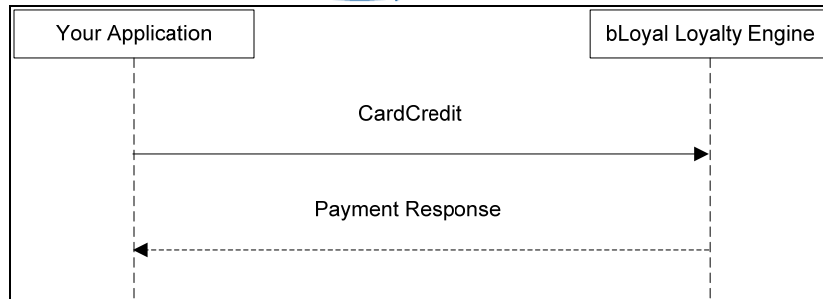 Your Application
bLoyal Loyalty Engine
CardCredit
Payment Response